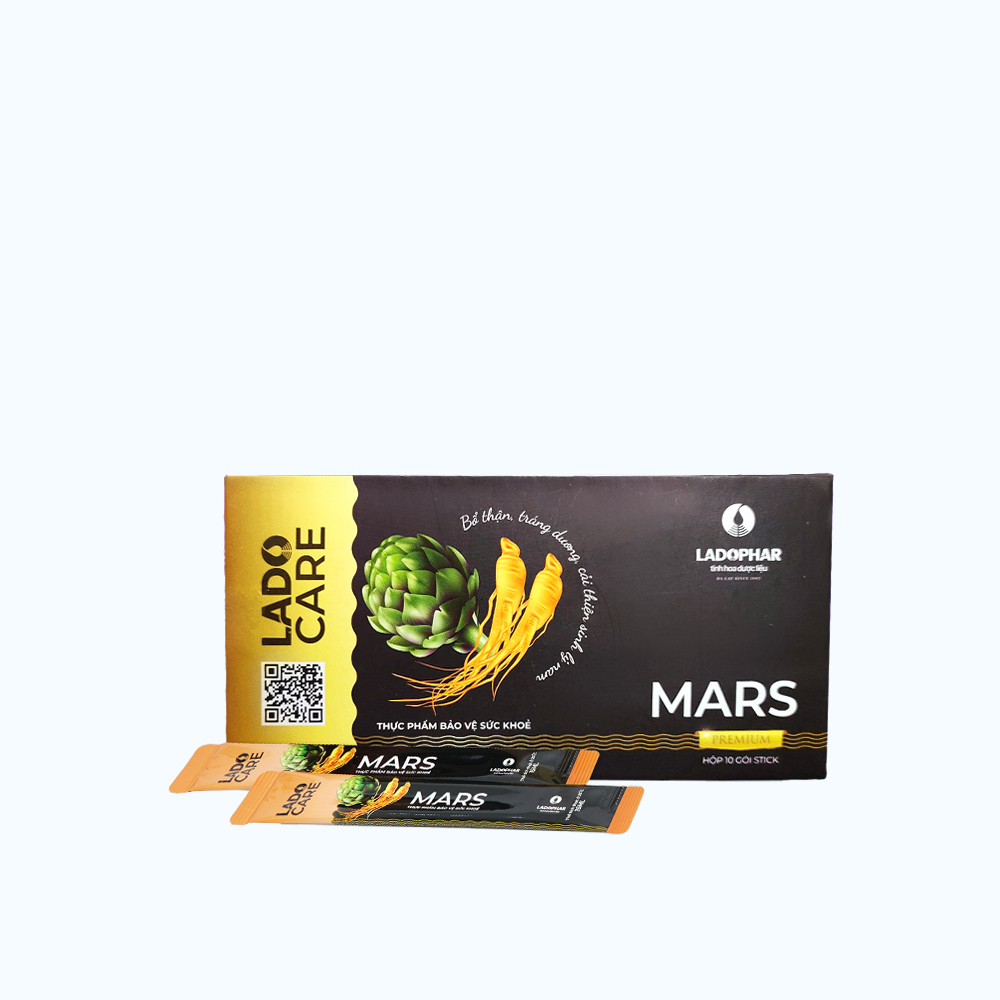 LADO
CARE
Bổ thận, tráng dương, cải thiện sinh lý nam
THỰC PHẨM BẢO VỆ SỨC KHOẺ
LADOPHAR
tinh hoa dược liệu
MARS
PREMIUM
HỘP 10 GÓI STICK
LADO
CARE
MARS
THỰC PHẨM BẢO VỆ SỨC KHOẺ
LADOPHAR
LADO
CARE
MARS
THỰC PHẨM BẢO VỆ SỨC KHOẺ
LADOPHAR